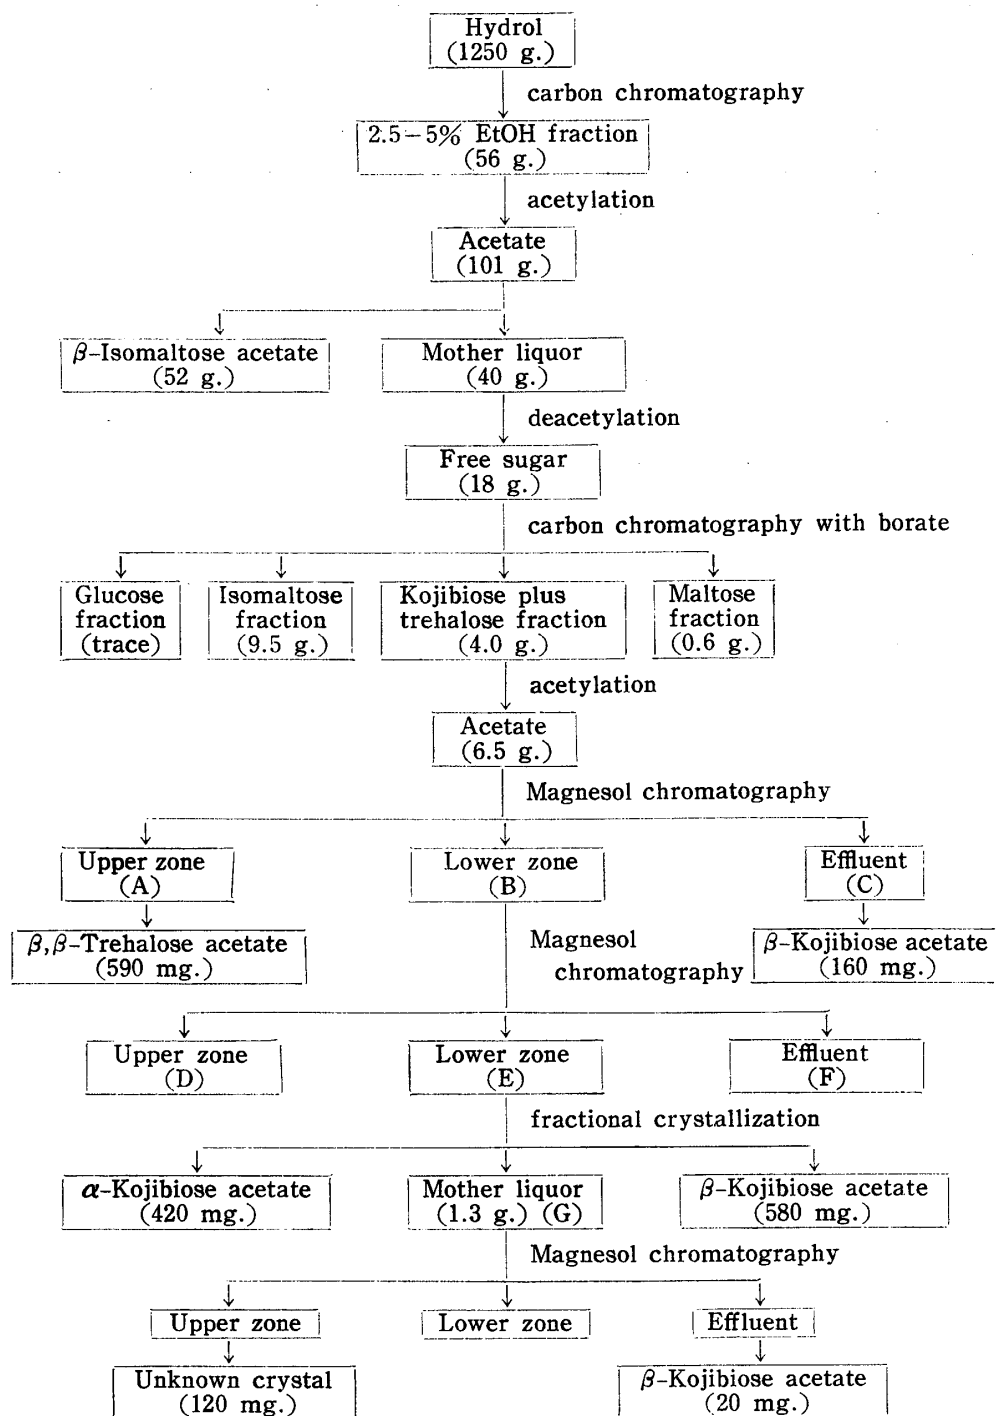 Hydrol
(1250 g.)
carbon chromatography
2.5–5% EtOH fraction
(56 g.)
acetylation
Acetate
(101 g.)
β-Isomaltose acetate
(52 g.)
Mother liquor
(40 g.)
deacetylation
Free sugar
(18 g.)
carbon chromatography with borate
Glucose
fraction
(trace)
Isomaltose
fraction
(9.5 g.)
Kojibiose plus
trehalose fraction
(4.0 g.)
Maltose
fraction
(0.6 g.)
acetylation
Acetate
(6.5 g.)
Magnesol chromatography
Upper zone
(A)
Lower zone
(B)
Effluent
(C)
β,β-Trehalose acetate
(590 mg.)
Magnesol
chromatography
β-Kojibiose acetate
(160 mg.)
Upper zone
(D)
Lower zone
(E)
Effluent
(F)
fractional crystallization
α-Kojibiose acetate
(420 mg.)
Mother liquor
(1.3 g.) (G)
β-Kojibiose acetate
(580 mg.)
Magnesol chromatography
Upper zone
Lower zone
Effluent
Unknown crystal
(120 mg.)
β-Kojibiose acetate
(20 mg.)